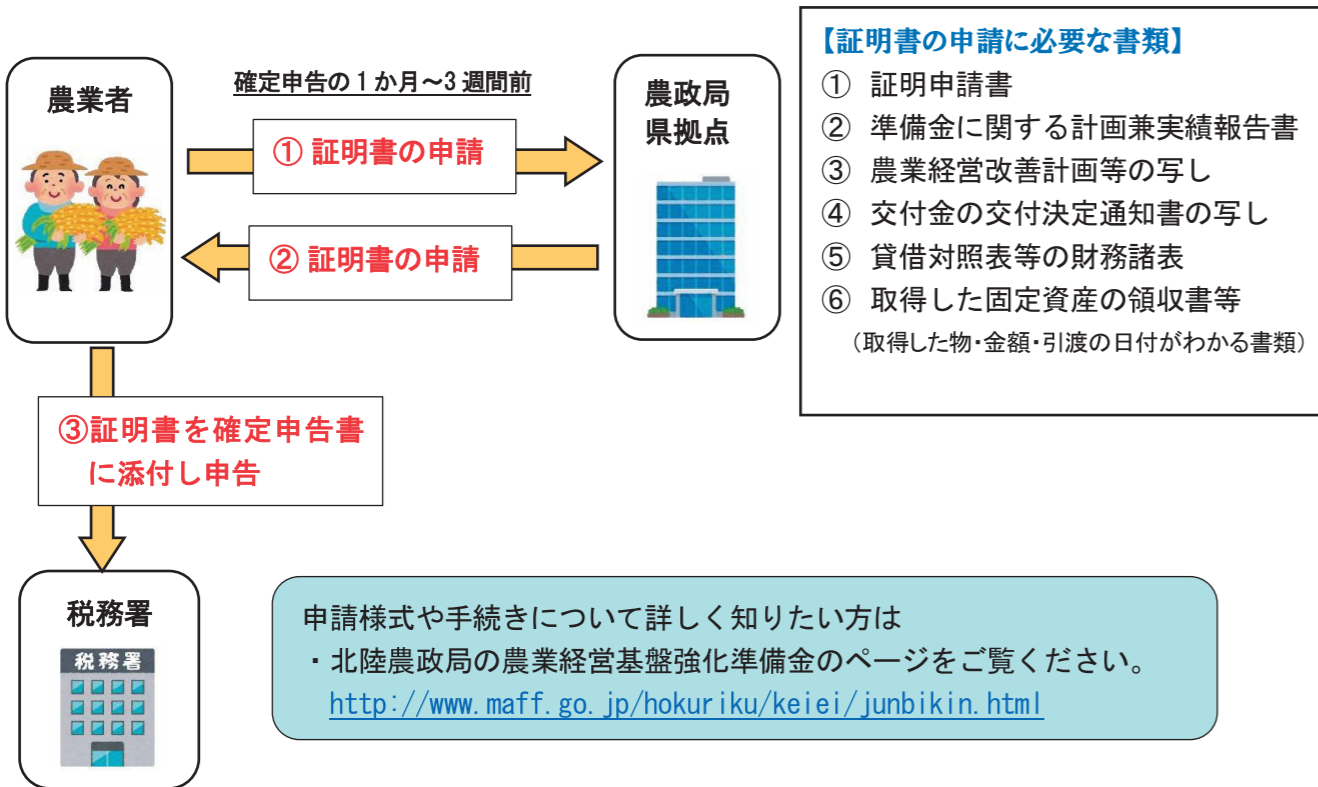 農業者
確定申告の1か月～3週間前
① 証明書の申請
② 証明書の申請
農政局
県拠点
【証明書の申請に必要な書類】
① 証明申請書
② 準備金に関する計画兼実績報告書
③ 農業経営改善計画等の写し
④ 交付金の交付決定通知書の写し
⑤ 貸借対照表等の財務諸表
⑥ 取得した固定資産の領収書等
（取得した物・金額・引渡の日付がわかる書類）
③証明書を確定申告書
に添付し申告
税務署
税務署
申請様式や手続きについて詳しく知りたい方は
・北陸農政局の農業経営基盤強化準備金のページをご覧ください。
http://www.maff.go.jp/hokuriku/keiei/junbikin.html